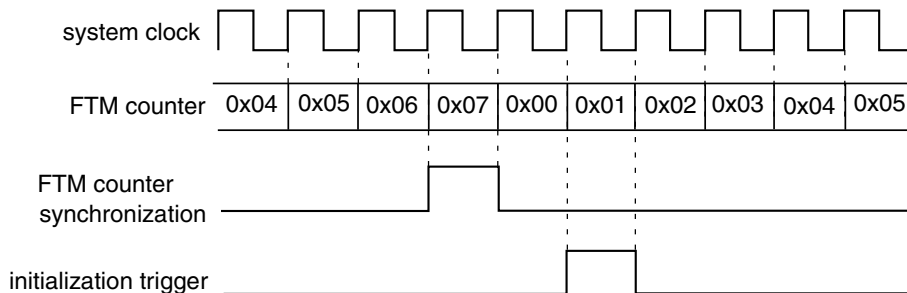 system clock
FTM counter 0x04 0x05 0x06 0x07 0x00 0x01 0x02 0x03 0x04 0x05
FTM counter
synchronization
initialization trigger